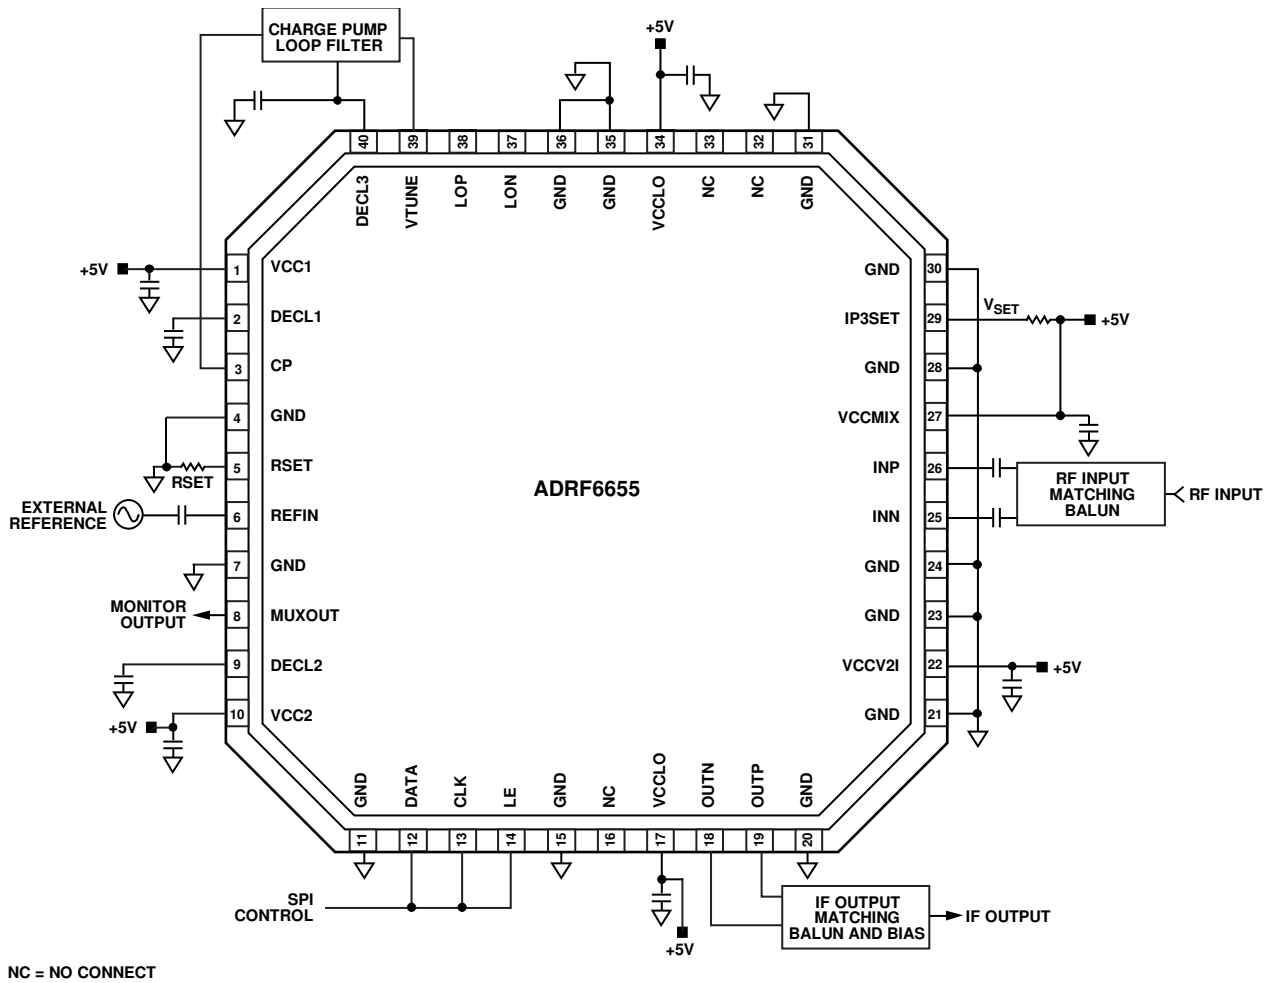 CHARGE PUMP
LOOP FILTER
+5V
40
39
38
37
36
35
34
33
32
31
DECL3
VTUNE
LOP
LON
GND
GND
VCCLO
NC
NC
GND
+5V
1
VCC1
2
DECL1
3
CP
4
GND
5
RSET
RSET
EXTERNAL
REFERENCE
6
REFIN
7
GND
MONITOR
OUTPUT
8
MUXOUT
9
DECL2
+5V
10
VCC2
ADRF6655
GND
30
IP3SET
29
VSET
+5V
GND
28
VCCMIX
27
INP
26
RF INPUT
MATCHING
BALUN
RF INPUT
INN
25
GND
24
GND
23
VCCV2I
22
+5V
GND
21
GND
DATA
CLK
LE
GND
NC
VCCLO
OUTN
OUTP
GND
11
12
13
14
15
16
17
18
19
20
SPI
CONTROL
+5V
IF OUTPUT
MATCHING
BALUN AND BIAS
IF OUTPUT
NC = NO CONNECT